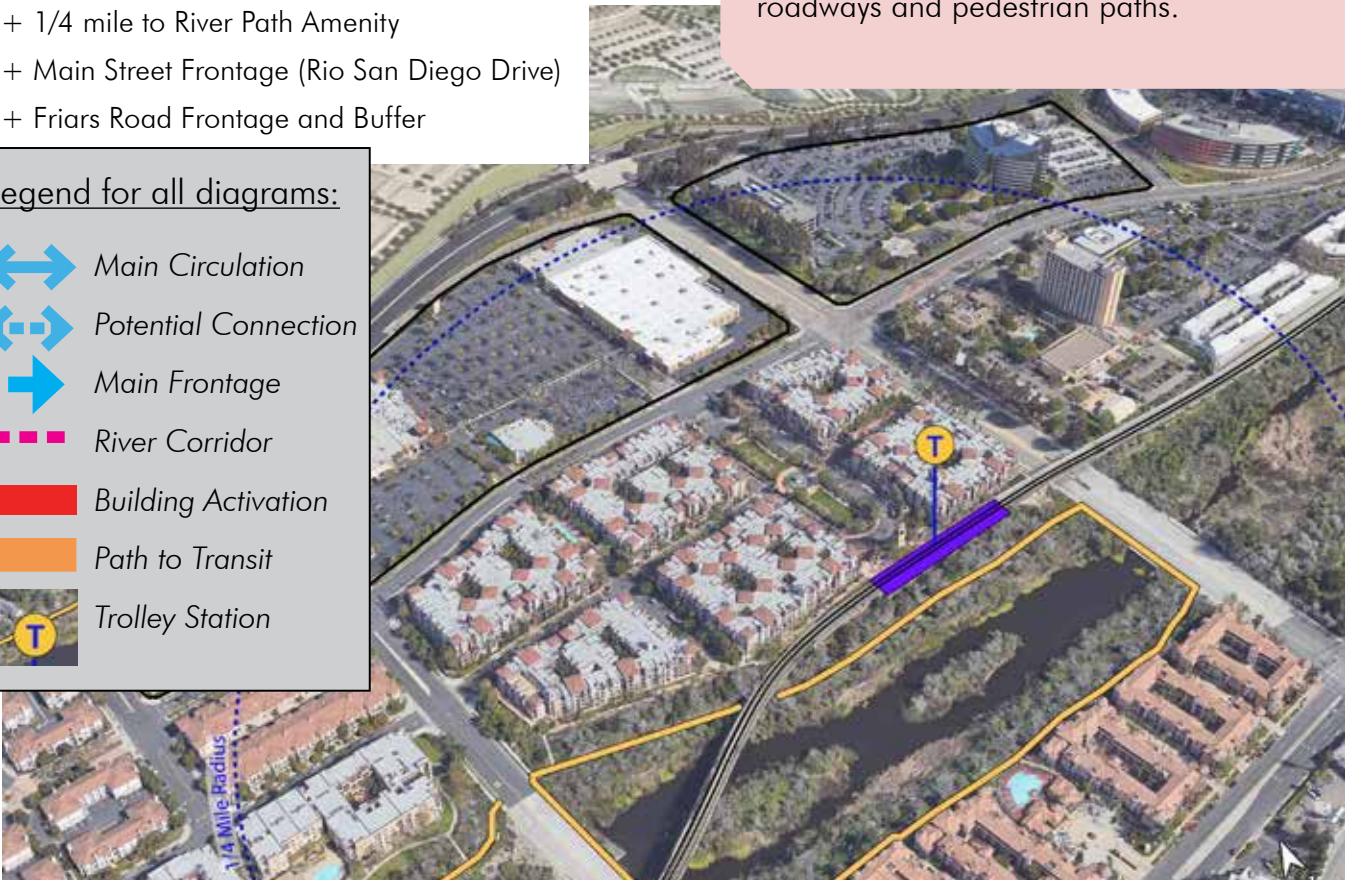 + 1/4 mile to River Path Amenity
+ Main Street Frontage (Rio San Diego Drive)
+ Friars Road Frontage and Buffer
roadways and pedestrian paths.
egend for all diagrams:
Main Circulation
Potential Connection
Main Frontage
River Corridor
Building Activation
Path to Transit
T
Trolley Station
T
1/4 Mile Radius